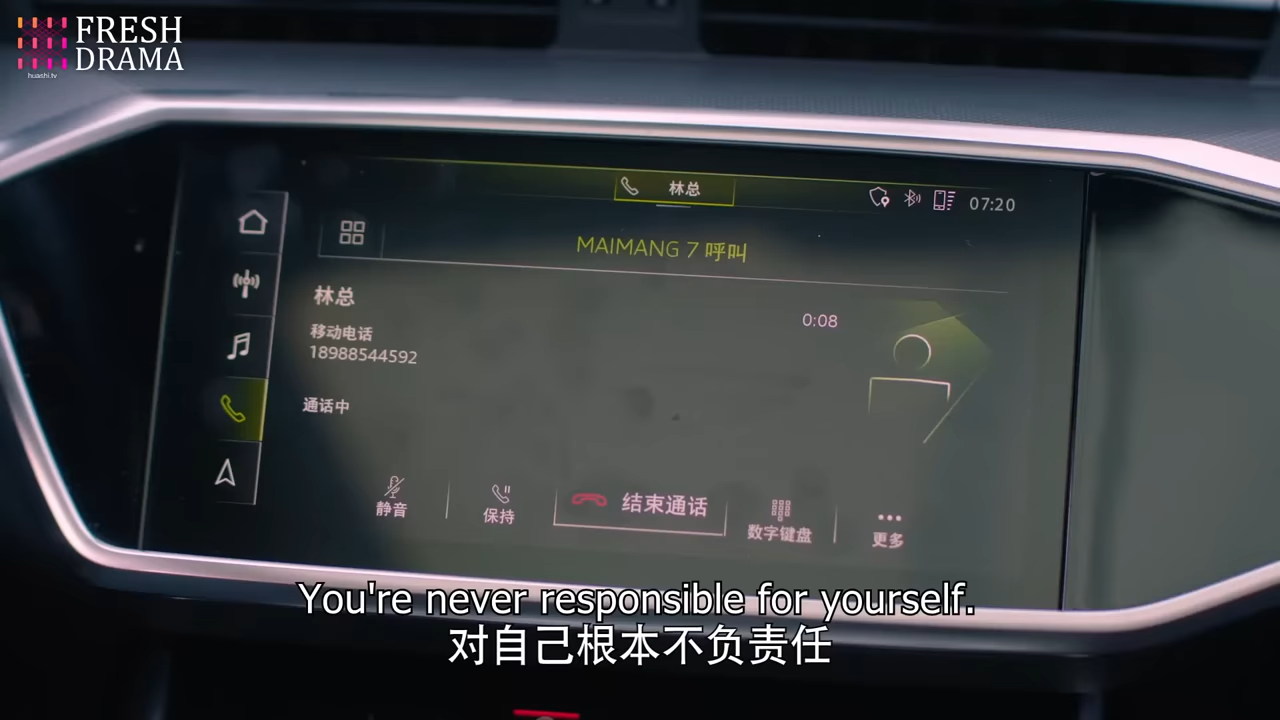 FRESH
DRAMA
huashi.tv
林总
07:20
MAIMANG 7 呼叫
林总
0:08
移动电话
18988544592
通话中
静音
保持
结束通话
数字键盘
更多
You're never responsible for yourself.
对自己根本不负责任